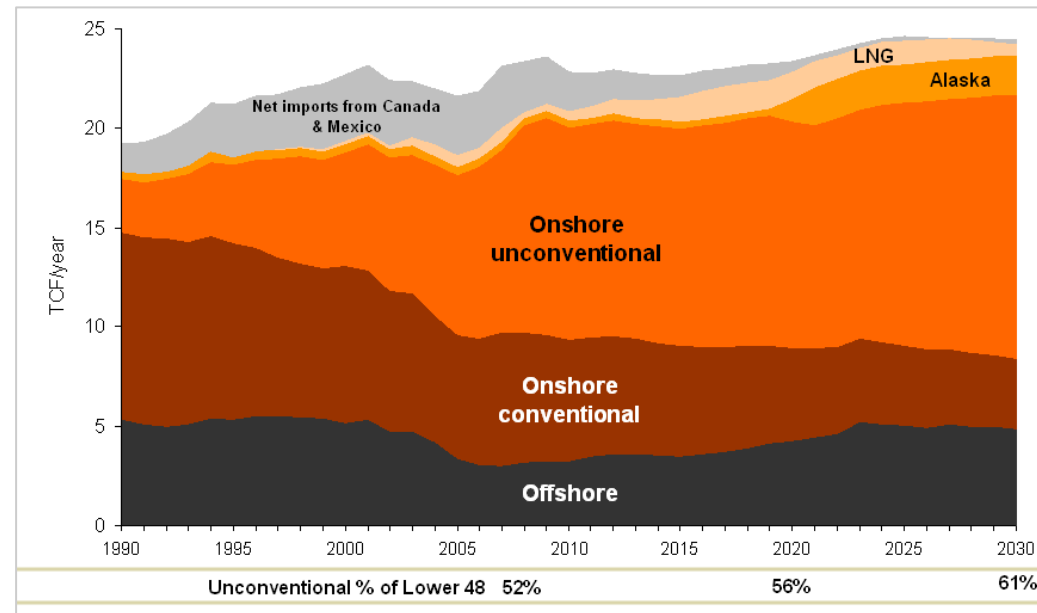 25
LNG
Alaska
Net imports from Canada
& Mexico
20
Onshore
unconventional
15
TCF/year
10
Onshore
conventional
5
Offshore
0
1990 1995 2000 2005 2010 2015 2020 2025 2030
Unconventional % of Lower 48 52% 56% 61%